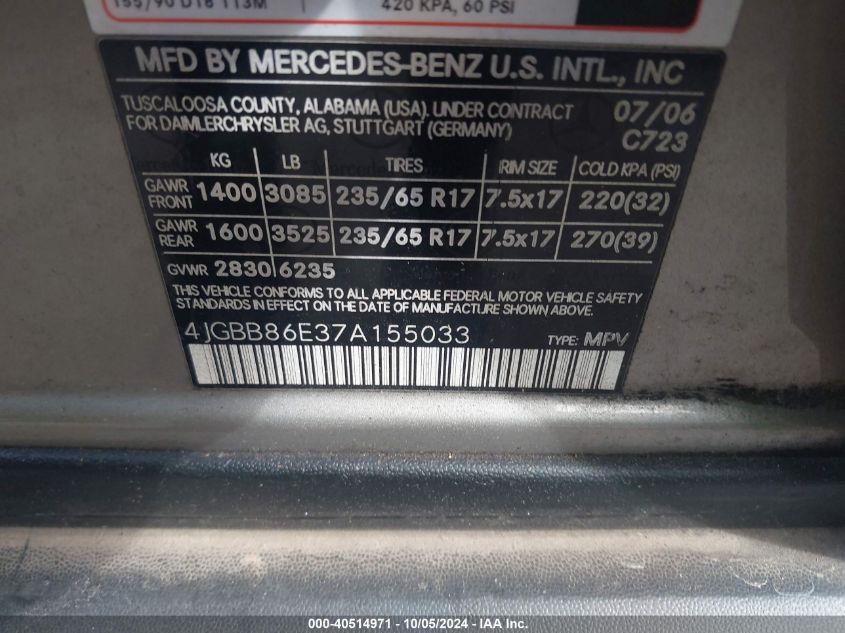 155/90 D18 113M 420 KPA, 60 PSI
MFD BY MERCEDES-BENZ U.S. INTL., INC
TUSCALOOSA COUNTY, ALABAMA (USA). UNDER CONTRACT 07/06
FOR DAIMLERCHRYSLER AG, STUTTGART (GERMANY) C723
KG LB TIRES RIM SIZE COLD KPA (PSI)
GAWR FRONT 1400 3085 235/65 R17 7.5x17 220(32)
GAWR REAR 1600 3525 235/65 R17 7.5x17 270(39)
GVWR 2830 6235
THIS VEHICLE CONFORMS TO ALL APPLICABLE FEDERAL MOTOR VEHICLE SAFETY
STANDARDS IN EFFECT ON THE DATE OF MANUFACTURE SHOWN ABOVE.
4JGBB86E37A155033 TYPE: MPV
000-40514971 - 10/05/2024 - IAA Inc.